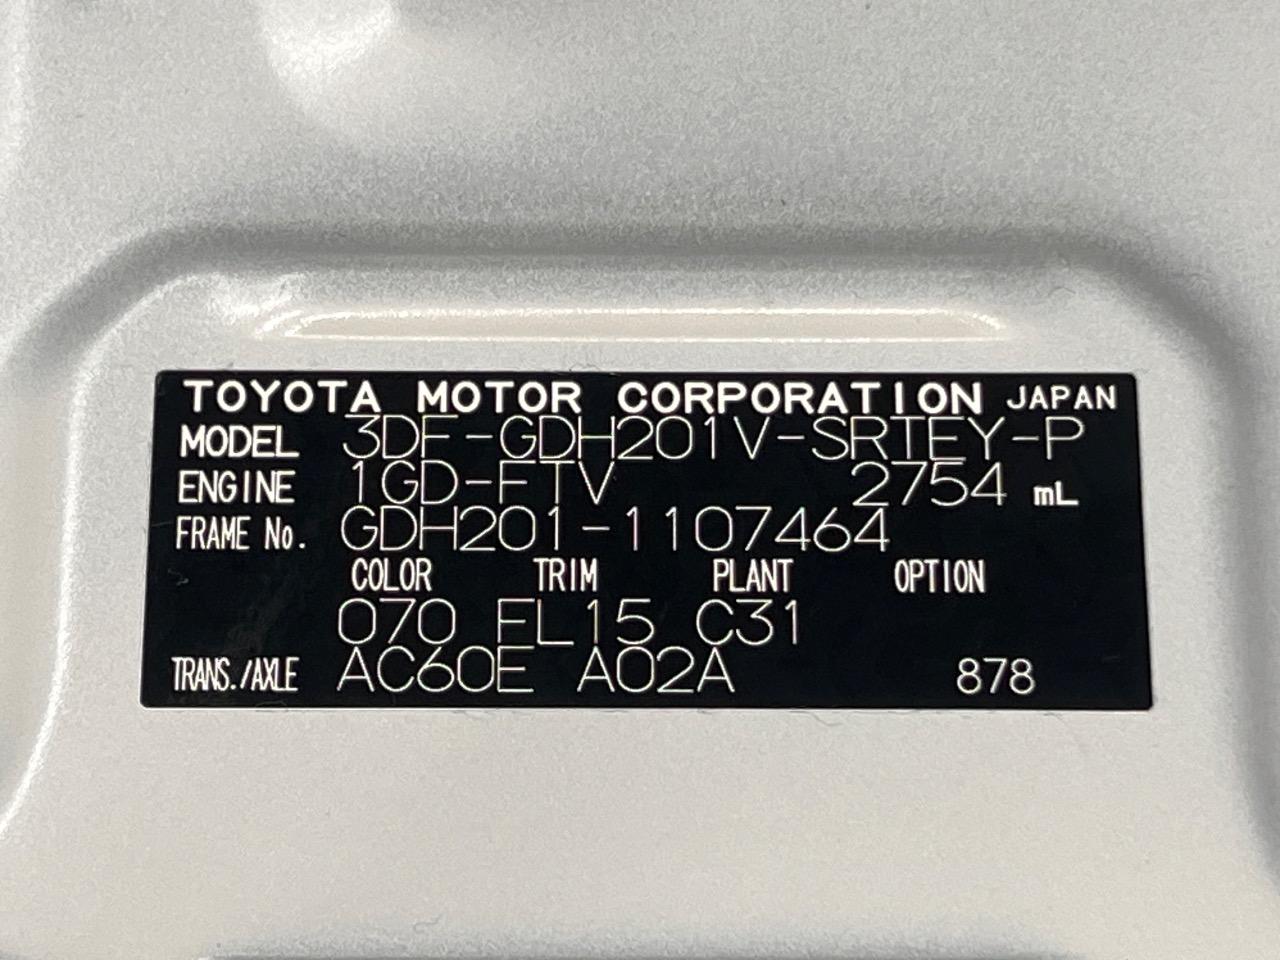 TOYOTA MOTOR CORPORATION JAPAN
MODEL 3DF-GDH201V-SRTEY-P
ENGINE 1GD-FTV 2754 mL
FRAME No. GDH201-1107464
COLOR TRIM PLANT OPTION
070 FL15 C31
TRANS./AXLE AC60E A02A 878